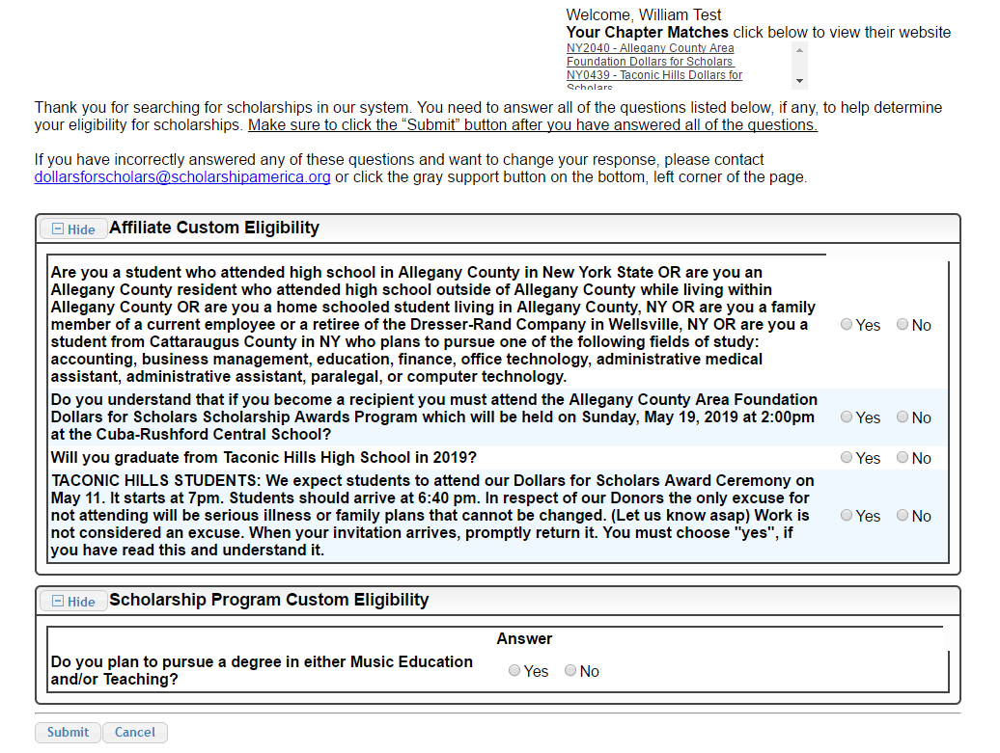 Welcome, William Test
Your Chapter Matches click below to view their website
NY2040 - Allegany County Area
Foundation Dollars for Scholars
NY0439 - Taconic Hills Dollars for
Scholars
Thank you for searching for scholarships in our system. You need to answer all of the questions listed below, if any, to help determine
your eligibility for scholarships. Make sure to click the “Submit” button after you have answered all of the questions.
If you have incorrectly answered any of these questions and want to change your response, please contact
dollarsforscholars@scholarshipamerica.org or click the gray support button on the bottom, left corner of the page.
Hide Affiliate Custom Eligibility
Are you a student who attended high school in Allegany County in New York State OR are you an
Allegany County resident who attended high school outside of Allegany County while living within
Allegany County OR are you a home schooled student living in Allegany County, NY OR are you a family
member of a current employee or a retiree of the Dresser-Rand Company in Wellsville, NY OR are you a
student from Cattaraugus County in NY who plans to pursue one of the following fields of study:
accounting, business management, education, finance, office technology, administrative medical
assistant, administrative assistant, paralegal, or computer technology.
Yes No
Do you understand that if you become a recipient you must attend the Allegany County Area Foundation
Dollars for Scholars Scholarship Awards Program which will be held on Sunday, May 19, 2019 at 2:00pm
at the Cuba-Rushford Central School?
Yes No
Will you graduate from Taconic Hills High School in 2019?
Yes No
TACONIC HILLS STUDENTS: We expect students to attend our Dollars for Scholars Award Ceremony on
May 11. It starts at 7pm. Students should arrive at 6:40 pm. In respect of our Donors the only excuse for
not attending will be serious illness or family plans that cannot be changed. (Let us know asap) Work is
not considered an excuse. When your invitation arrives, promptly return it. You must choose "yes", if
you have read this and understand it.
Yes No
Hide Scholarship Program Custom Eligibility
Answer
Do you plan to pursue a degree in either Music Education
and/or Teaching?
Yes No
Submit Cancel